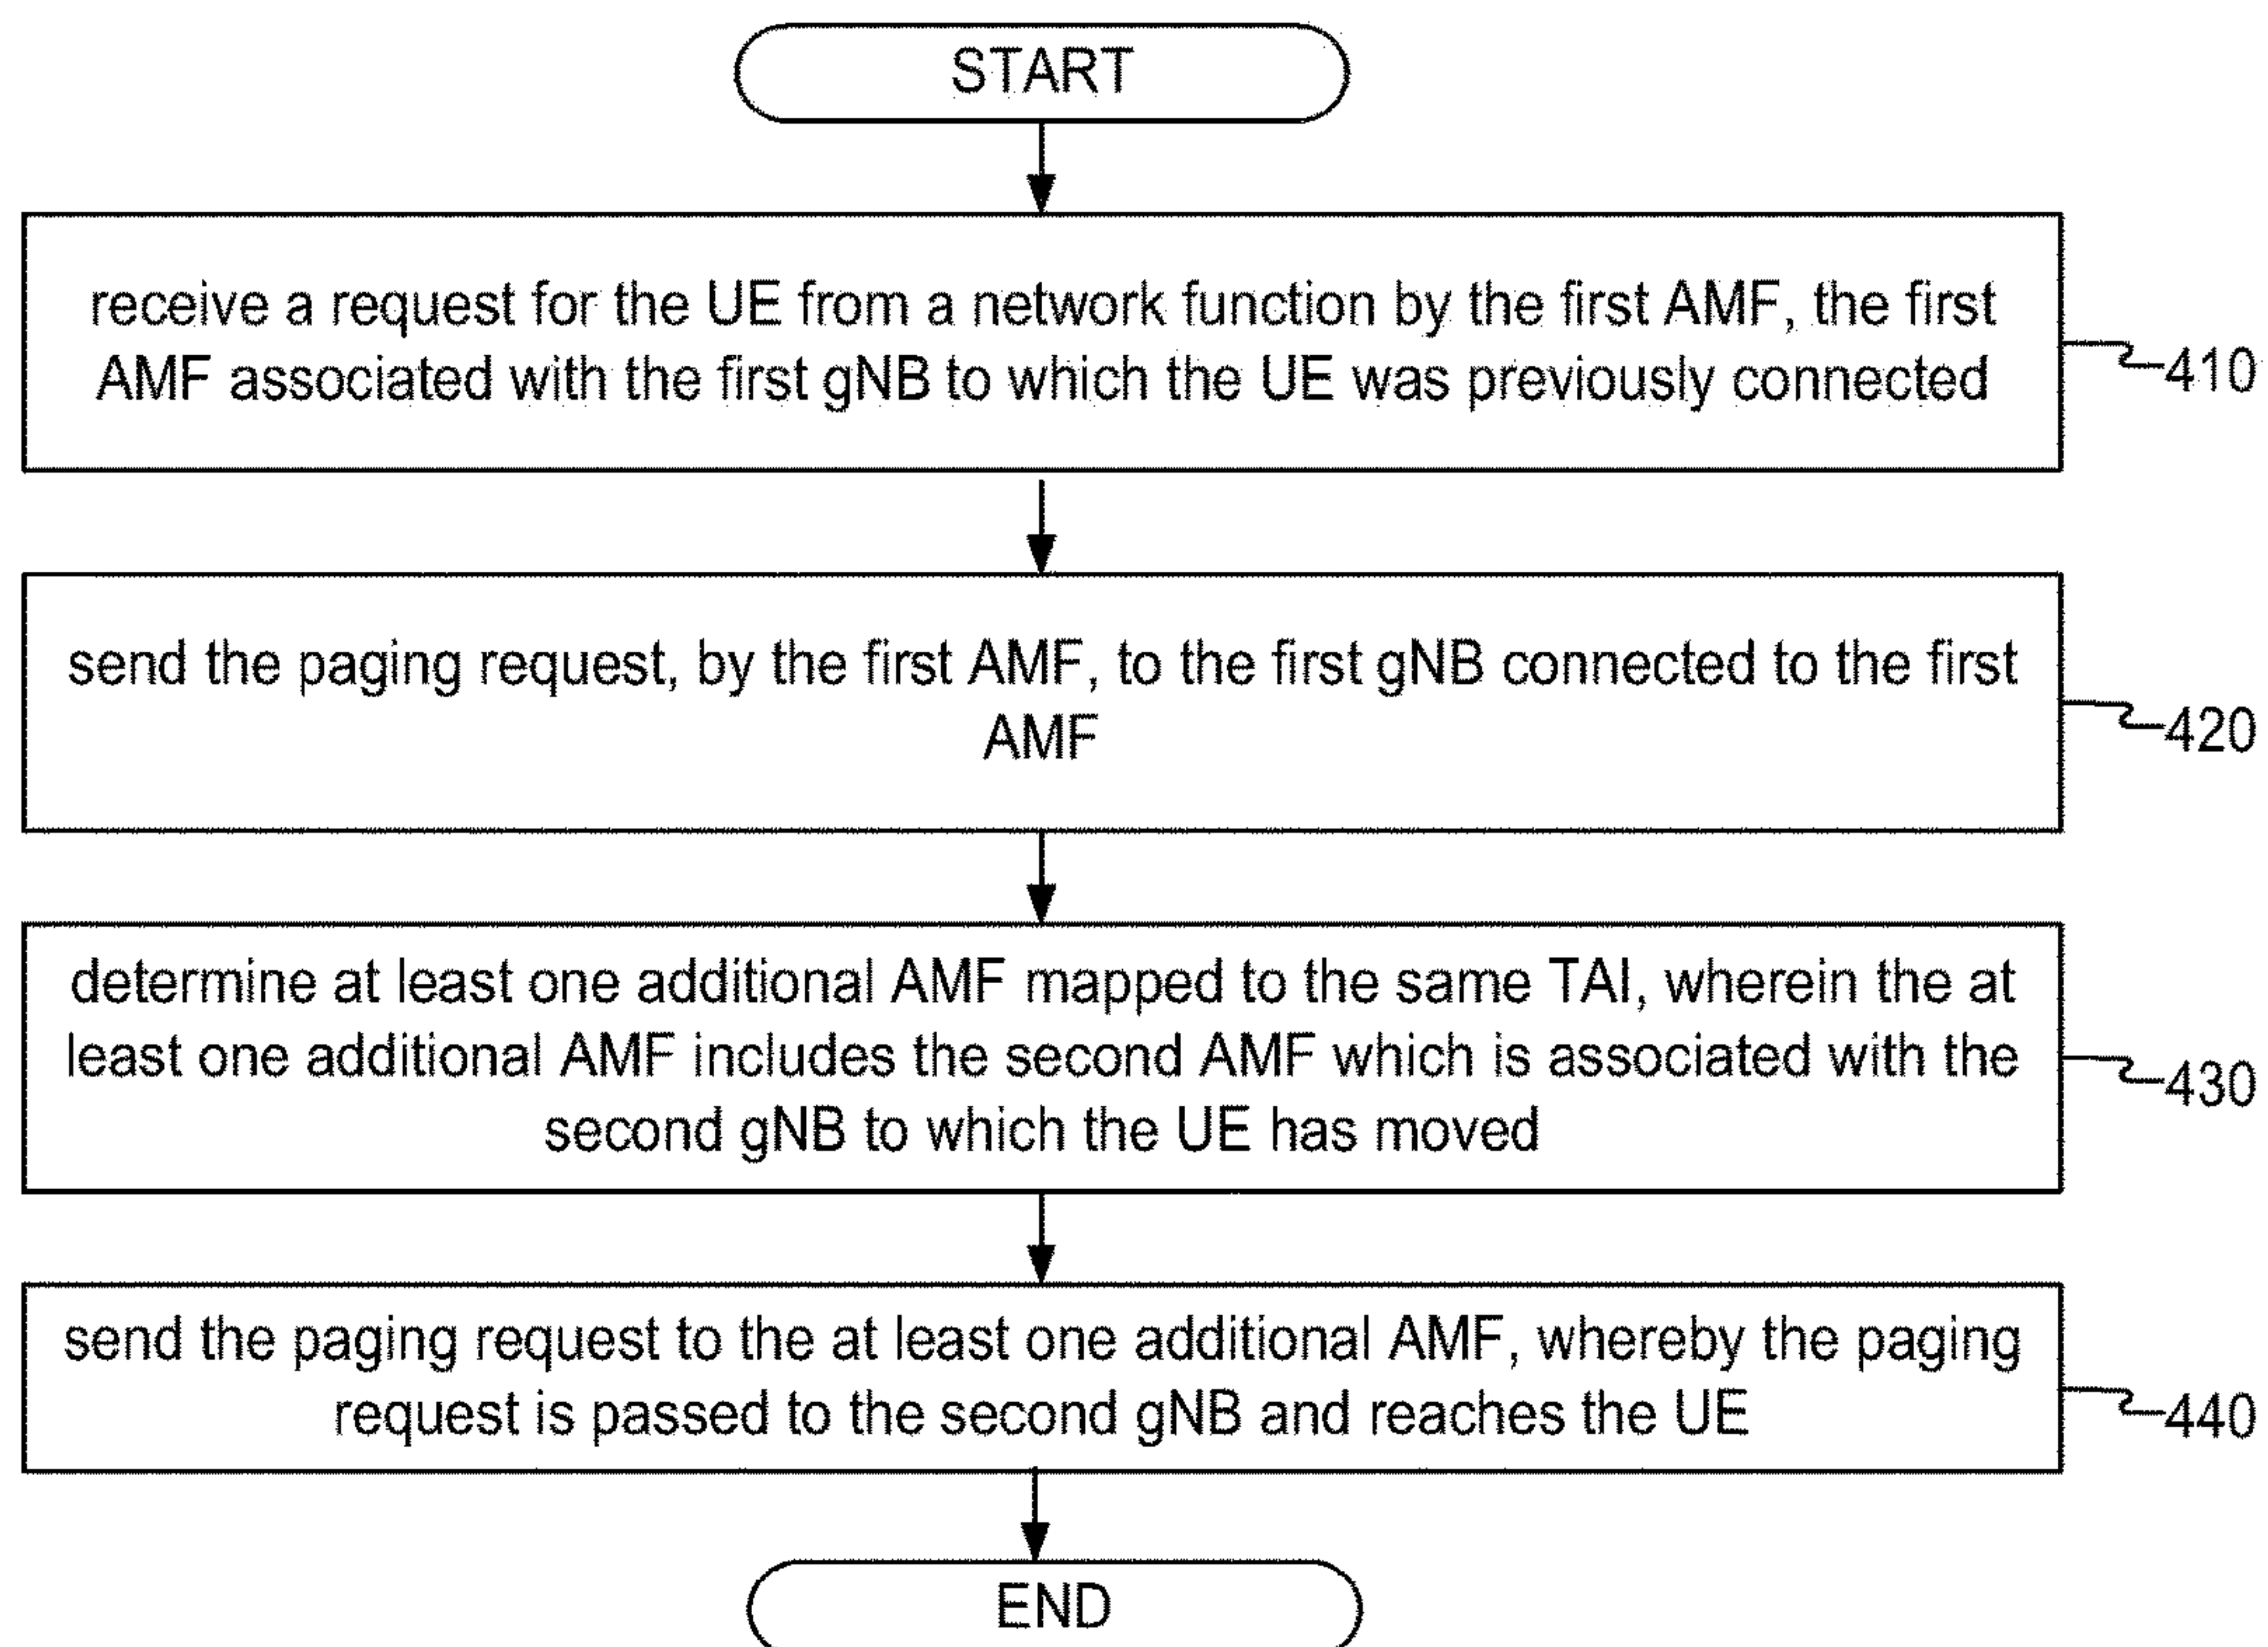 START
receive a request for the UE from a network function by the first AMF, the first
AMF associated with the first gNB to which the UE was previously connected
410
send the paging request, by the first AMF, to the first gNB connected to the first
AMF
420
determine at least one additional AMF mapped to the same TAI, wherein the at
least one additional AMF includes the second AMF which is associated with the
second gNB to which the UE has moved
430
send the paging request to the at least one additional AMF, whereby the paging
request is passed to the second gNB and reaches the UE
440
END